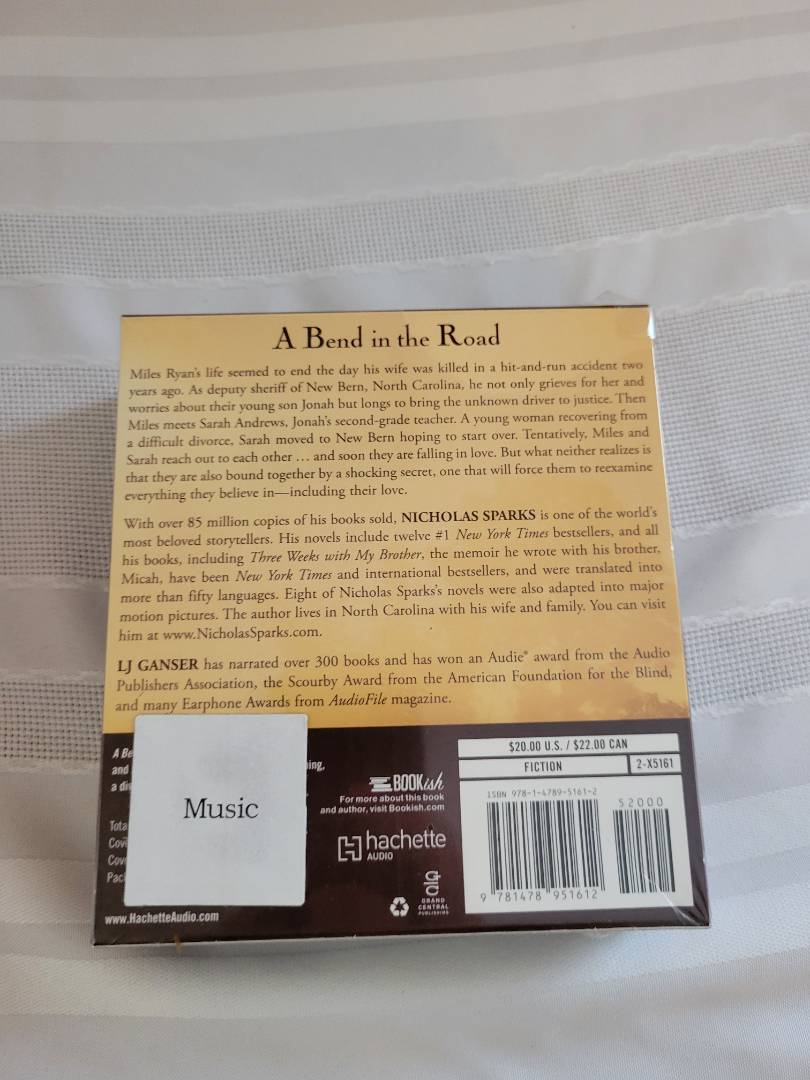 A Bend in the Road
Miles Ryan's life seemed to end the day his wife was killed in a hit-and-run accident two
years ago. As deputy sheriff of New Bern, North Carolina, he not only grieves for her and
worries about their young son Jonah but longs to bring the unknown driver to justice. Then
Miles meets Sarah Andrews, Jonah's second-grade teacher. A young woman recovering from
a difficult divorce, Sarah moved to New Bern hoping to start over. Tentatively, Miles and
Sarah reach out to each other … and soon they are falling in love. But what neither realizes is
that they are also bound together by a shocking secret, one that will force them to reexamine
everything they believe in—including their love.
With over 85 million copies of his books sold, NICHOLAS SPARKS is one of the world's
most beloved storytellers. His novels include twelve #1 New York Times bestsellers, and all
his books, including Three Weeks with My Brother, the memoir he wrote with his brother,
Micah, have been New York Times and international bestsellers, and were translated into
more than fifty languages. Eight of Nicholas Sparks's novels were also adapted into major
motion pictures. The author lives in North Carolina with his wife and family. You can visit
him at www.NicholasSparks.com.
LJ GANSER has narrated over 300 books and has won an Audie® award from the Audio
Publishers Association, the Scourby Award from the American Foundation for the Blind,
and many Earphone Awards from AudioFile magazine.
A Be
and
a di
ing,
Tota
Cov
Cov
Pac
Music
www.HachetteAudio.com
BOOKish
For more about this book
and author, visit Bookish.com
hachette
AUDIO
GRAND
CENTRAL
PUBLISHING
$20.00 U.S. / $22.00 CAN
FICTION
2-X5161
ISBN 978-1-4789-5161-2
52000
9 781478 951612